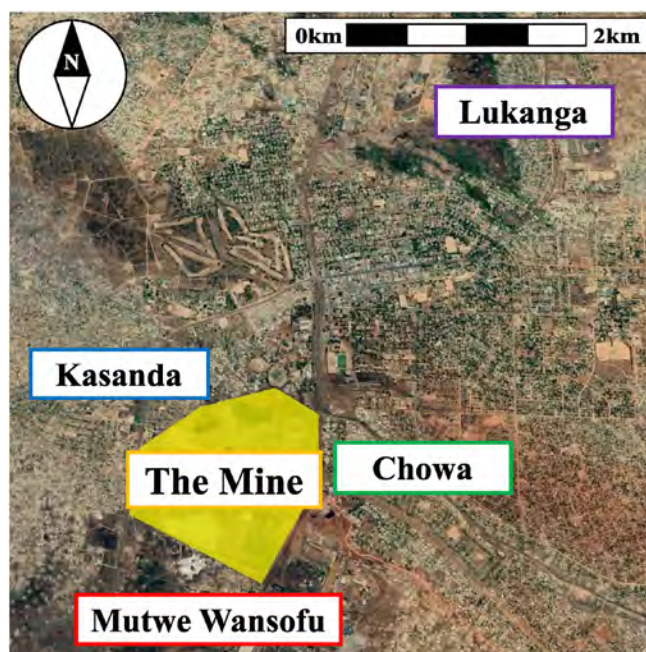 N
0km 2km
Lukanga
Kasanda
The Mine
Chowa
Mutwe Wansofu